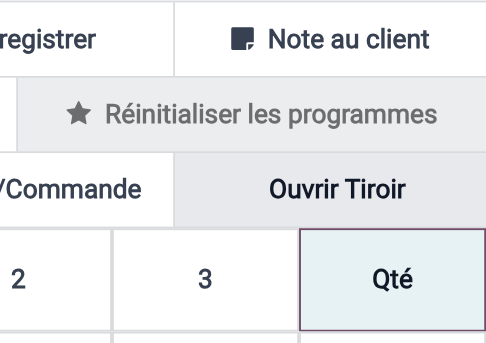 registrer Note au client
Réinitialiser les programmes
/Commande Ouvrir Tiroir
2 3 Qté